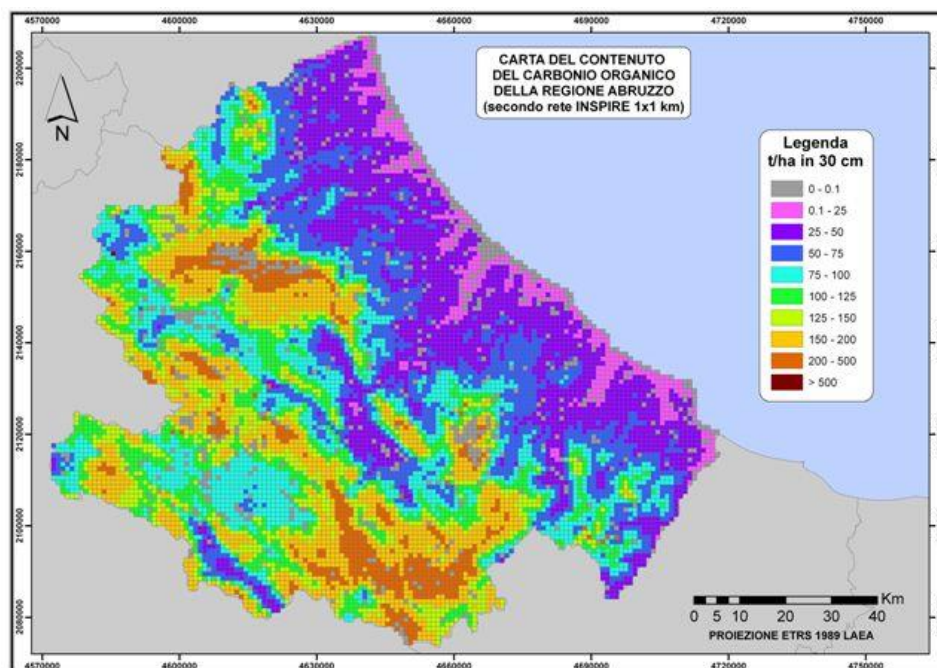 4570000 4600000 4630000 4660000 4690000 4720000 4750000
CARTA DEL CONTENUTO
DEL CARBONIO ORGANICO
DELLA REGIONE ABRUZZO
(secondo rete INSPIRE 1x1 km)
N
Legenda
t/ha in 30 cm
0 - 0.1
0.1 - 25
25 - 50
50 - 75
75 - 100
100 - 125
125 - 150
150 - 200
200 - 500
> 500
2200000
2180000
2160000
2140000
2120000
2100000
2080000
Km
0 5 10 20 30 40
PROIEZIONE ETRS 1989 LAEA
4570000 4600000 4630000 4660000 4690000 4720000 4750000